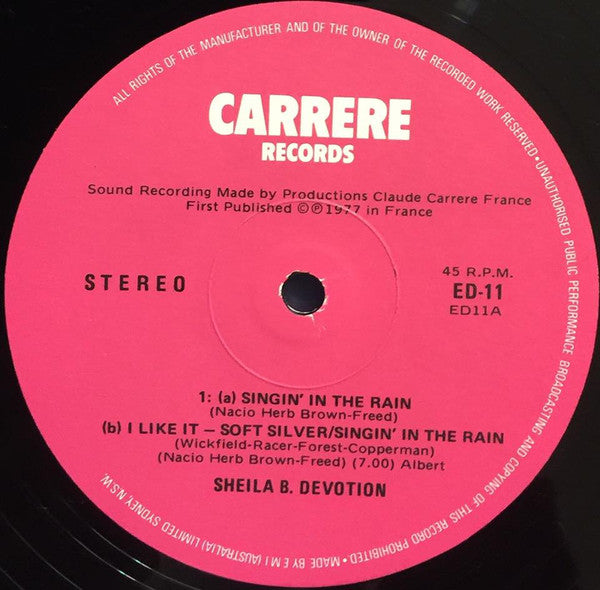 ALL RIGHTS OF THE MANUFACTURER AND OF THE OWNER OF THE RECORDED WORK RESERVED • UNAUTHORISED PUBLIC PERFORMANCE BROADCASTING AND COPYING OF THIS RECORD PROHIBITED • MADE BY E M I (AUSTRALIA) LIMITED SYDNEY, N.S.W.
CARRERE
RECORDS
Sound Recording Made by Productions Claude Carrere France
First Published ©℗1977 in France
STEREO
45 R.P.M.
ED-11
ED11A
1: (a) SINGIN' IN THE RAIN
(Nacio Herb Brown-Freed)
(b) I LIKE IT – SOFT SILVER/SINGIN' IN THE RAIN
(Wickfield-Racer-Forest-Copperman)
(Nacio Herb Brown-Freed) (7.00) Albert
SHEILA B. DEVOTION